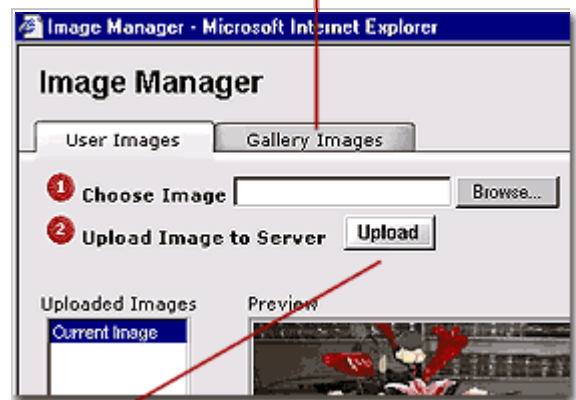 Image Manager - Microsoft Internet Explorer
Image Manager
User Images Gallery Images
1 Choose Image Browse...
2 Upload Image to Server Upload
Uploaded Images Preview
Current Image